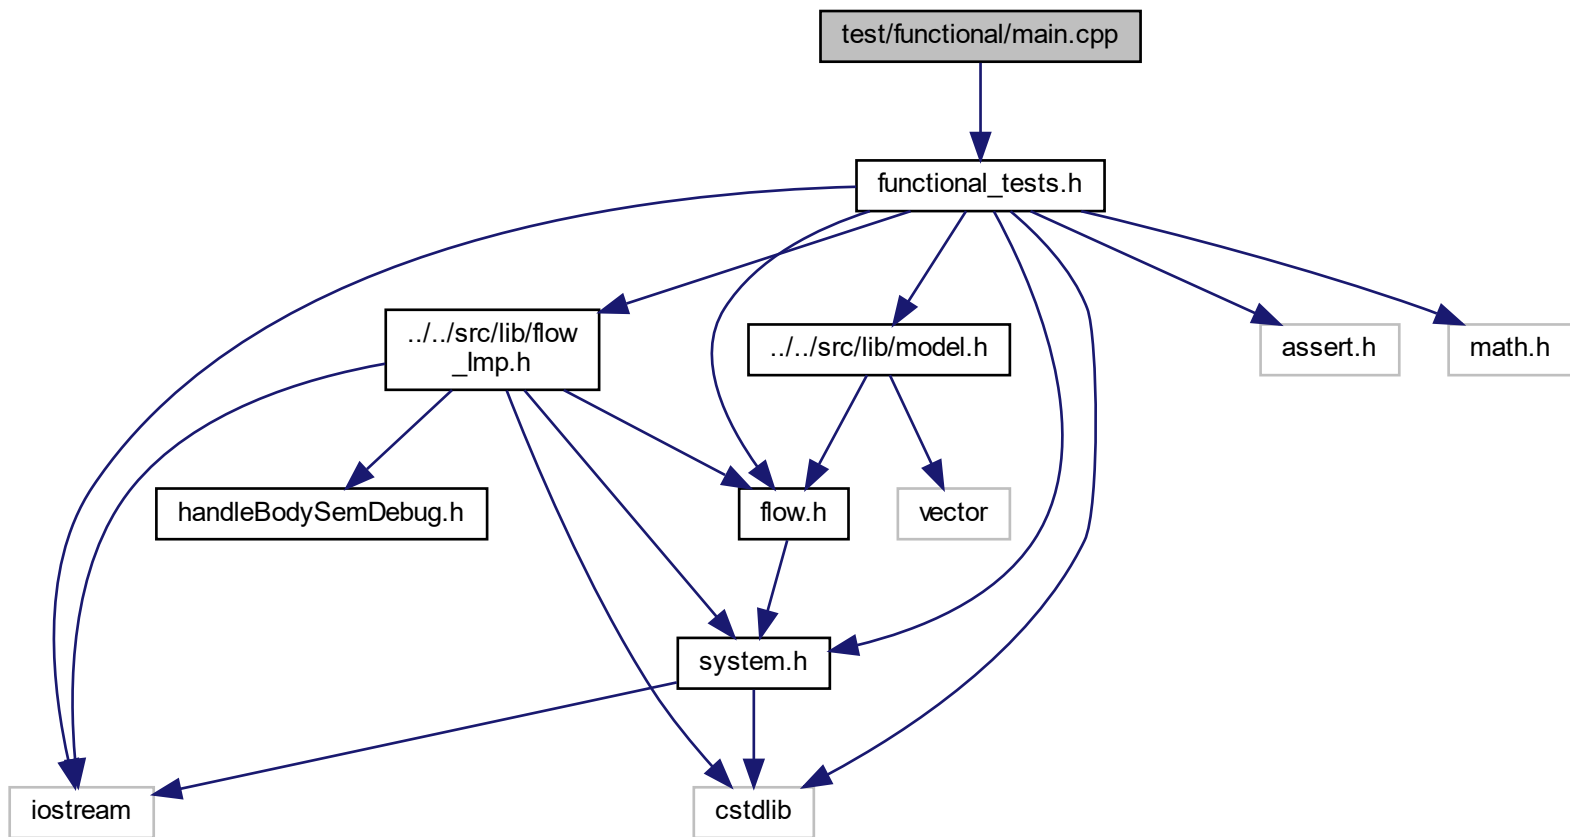 test/functional/main.cpp
functional_tests.h
../../src/lib/flow
_Imp.h
../../src/lib/model.h
assert.h
math.h
handleBodySemDebug.h
flow.h
vector
system.h
iostream
cstdlib